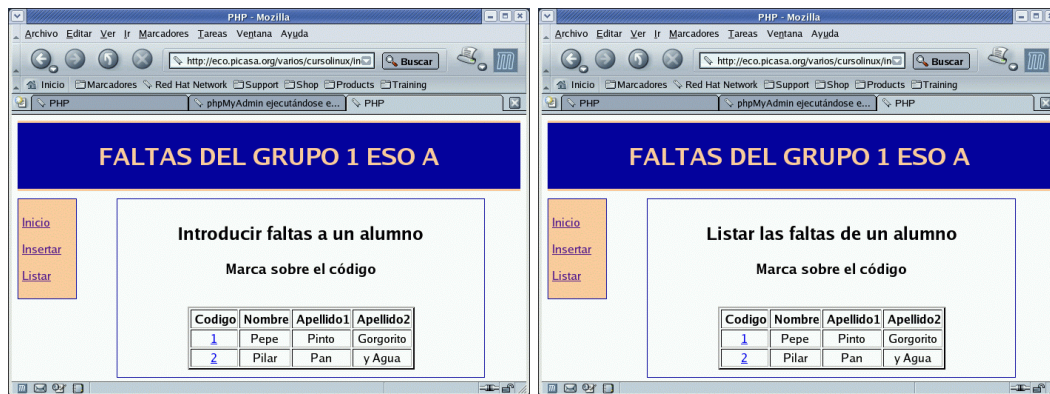 PHP - Mozilla
Archivo Editar Ver Ir Marcadores Tareas Ventana Ayuda
http://eco.picasa.org/varios/cursolinux/in Buscar
Inicio Marcadores Red Hat Network Support Shop Products Training
PHP phpMyAdmin ejecutándose e... PHP
FALTAS DEL GRUPO 1 ESO A
Inicio
Insertar
Listar
Introducir faltas a un alumno
Marca sobre el código
Codigo Nombre Apellido1 Apellido2
1 Pepe Pinto Gorgorito
2 Pilar Pan y Agua
PHP - Mozilla
Archivo Editar Ver Ir Marcadores Tareas Ventana Ayuda
http://eco.picasa.org/varios/cursolinux/in Buscar
Inicio Marcadores Red Hat Network Support Shop Products Training
PHP phpMyAdmin ejecutándose e... PHP
FALTAS DEL GRUPO 1 ESO A
Inicio
Insertar
Listar
Listar las faltas de un alumno
Marca sobre el código
Codigo Nombre Apellido1 Apellido2
1 Pepe Pinto Gorgorito
2 Pilar Pan y Agua